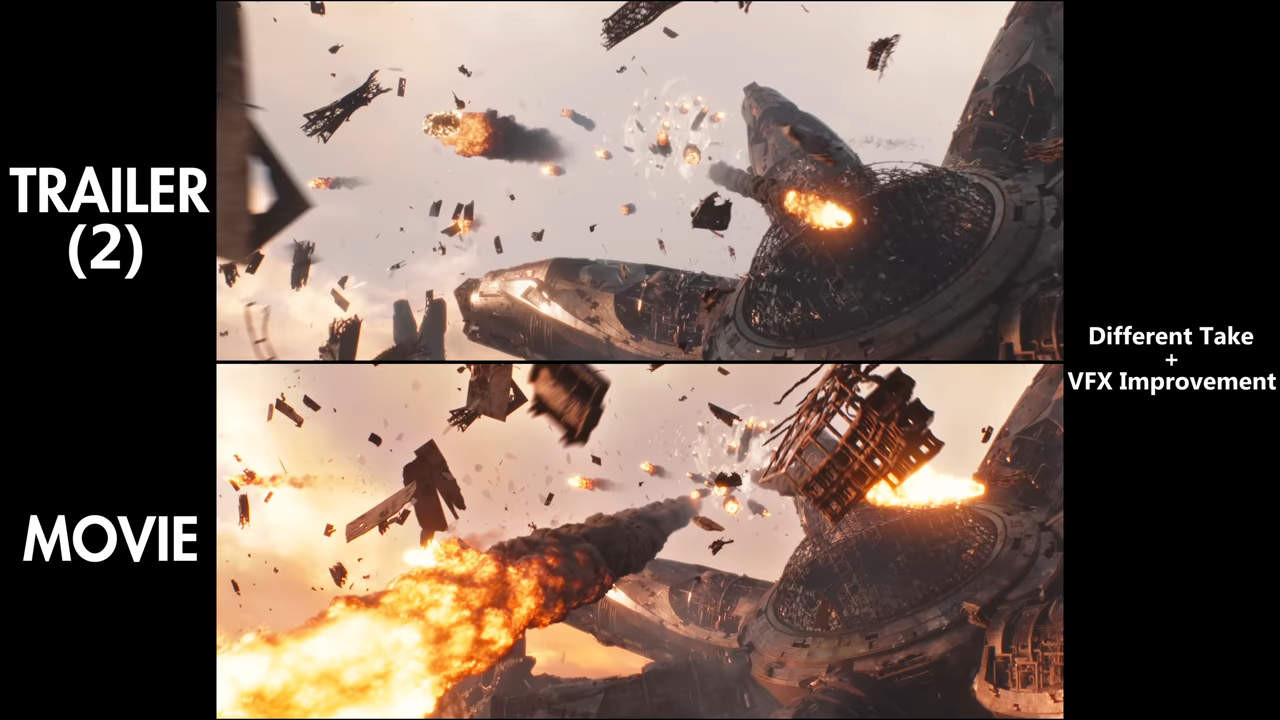 TRAILER
(2)
MOVIE
Different Take
+
VFX Improvement